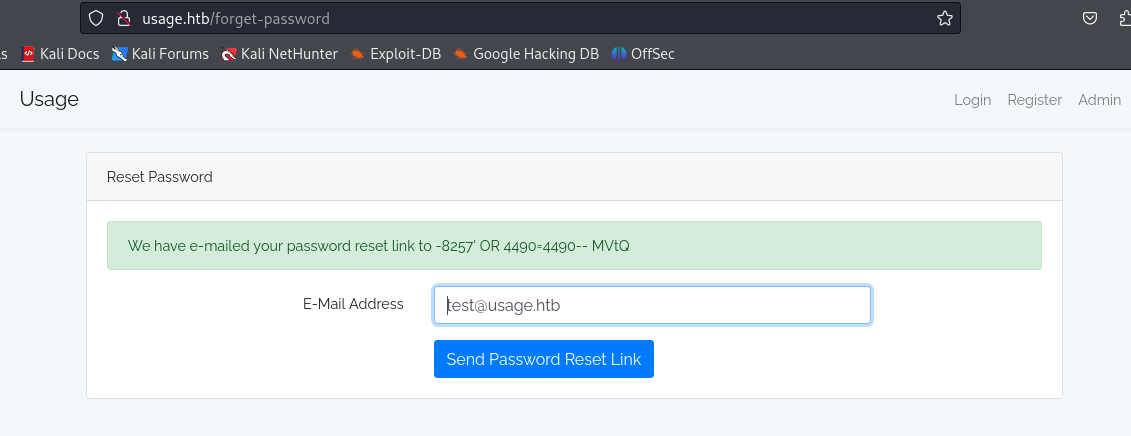 usage.htb/forget-password
s Kali Docs Kali Forums Kali NetHunter Exploit-DB Google Hacking DB OffSec
Usage Login Register Admin
Reset Password
We have e-mailed your password reset link to -8257' OR 4490=4490-- MVtQ
E-Mail Address test@usage.htb
Send Password Reset Link